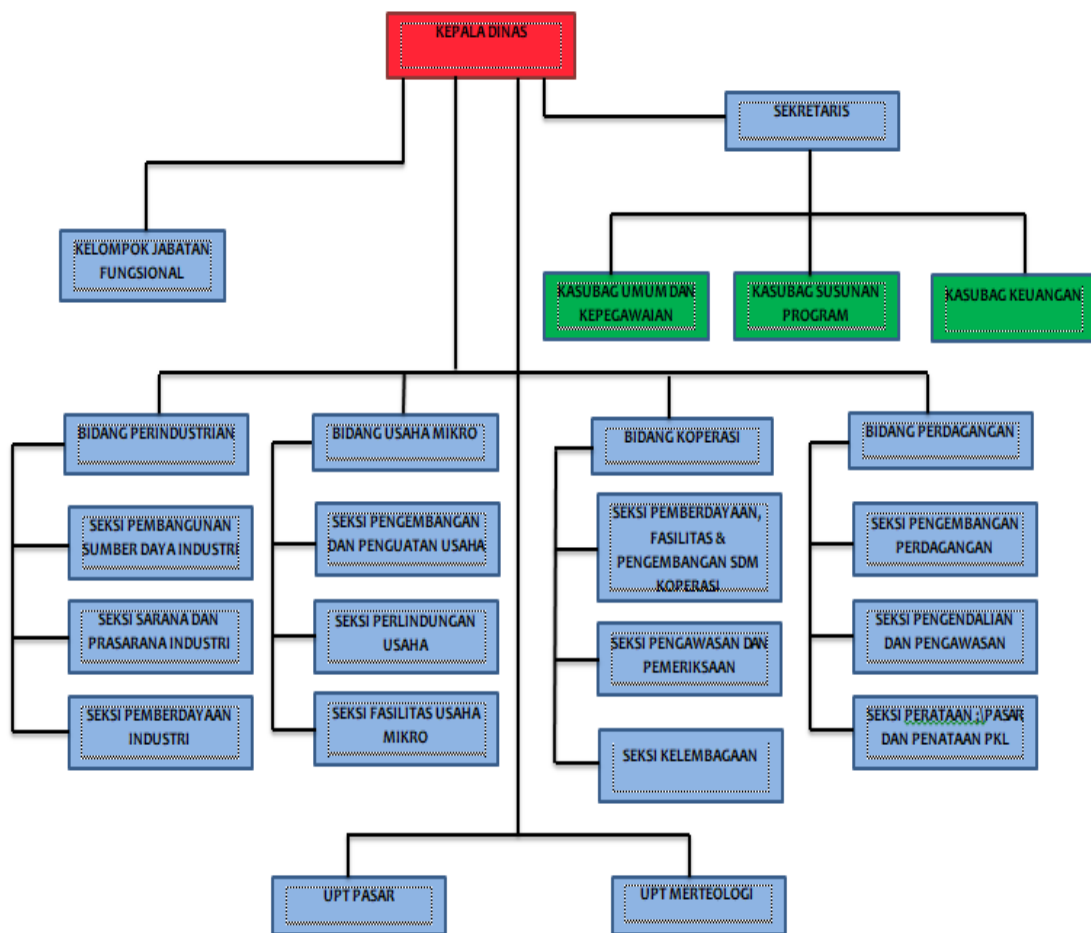 KEPALA DINAS
SEKRETARIS
KELOMPOK JABATAN
FUNGSIONAL
KASUBAG UMUM DAN
KEPEGAWAIAN
KASUBAG SUSUNAN
PROGRAM
KASUBAG KEUANGAN
BIDANG PERINDUSTRIAN
BIDANG USAHA MIKRO
BIDANG KOPERASI
BIDANG PERDAGANGAN
SEKSI PEMBANGUNAN
SUMBER DAYA INDUSTRI
SEKSI PENGEMBANGAN
DAN PENGUATAN USAHA
SEKSI PEMBERDAYAAN,
FASILITAS &
PENGEMBANGAN SDM
KOPERASI
SEKSI PENGEMBANGAN
PERDAGANGAN
SEKSI SARANA DAN
PRASARANA INDUSTRI
SEKSI PERLINDUNGAN
USAHA
SEKSI PENGAWASAN DAN
PEMERIKSAAN
SEKSI PENGENDALIAN
DAN PENGAWASAN
SEKSI PEMBERDAYAAN
INDUSTRI
SEKSI FASILITAS USAHA
MIKRO
SEKSI KELEMBAGAAN
SEKSI PERATAAN ;\PASAR
DAN PENATAAN PKL
UPT PASAR
UPT MERTEOLOGI